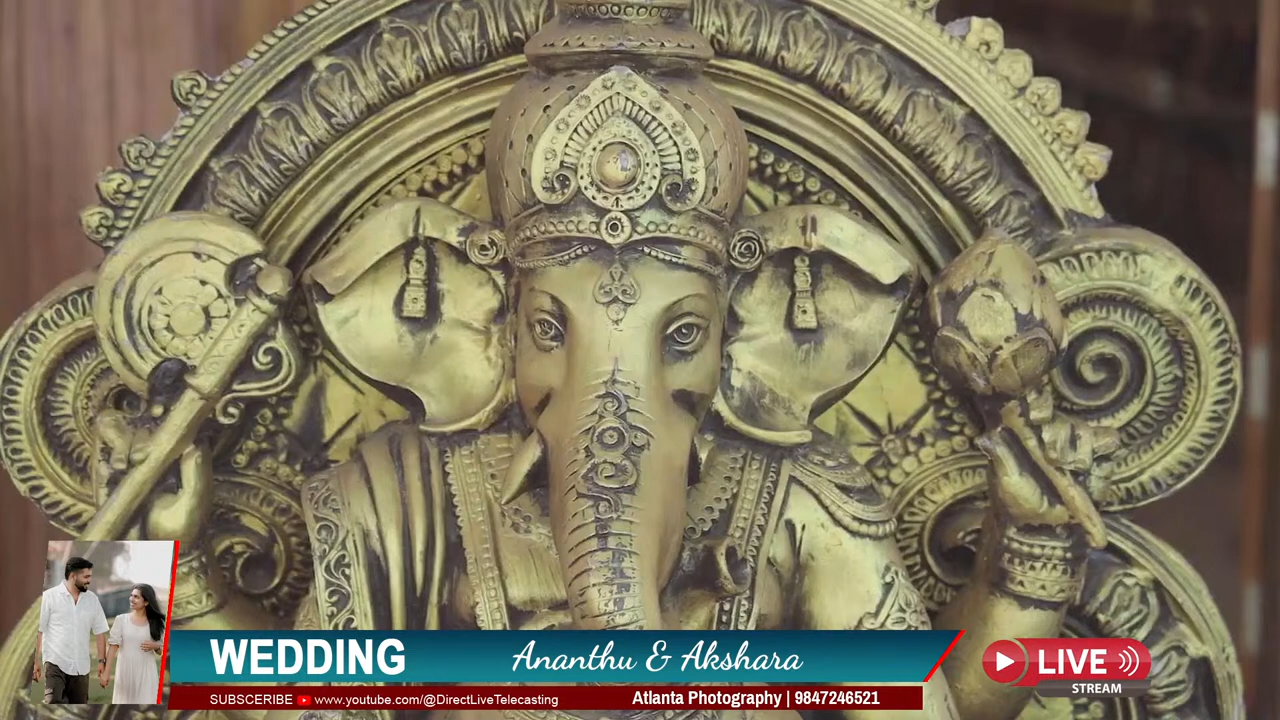 WEDDING
Ananthu & Akshara
SUBSCRIBE www.youtube.com/@DirectLiveTelecasting
Atlanta Photography | 9847246521
LIVE
STREAM